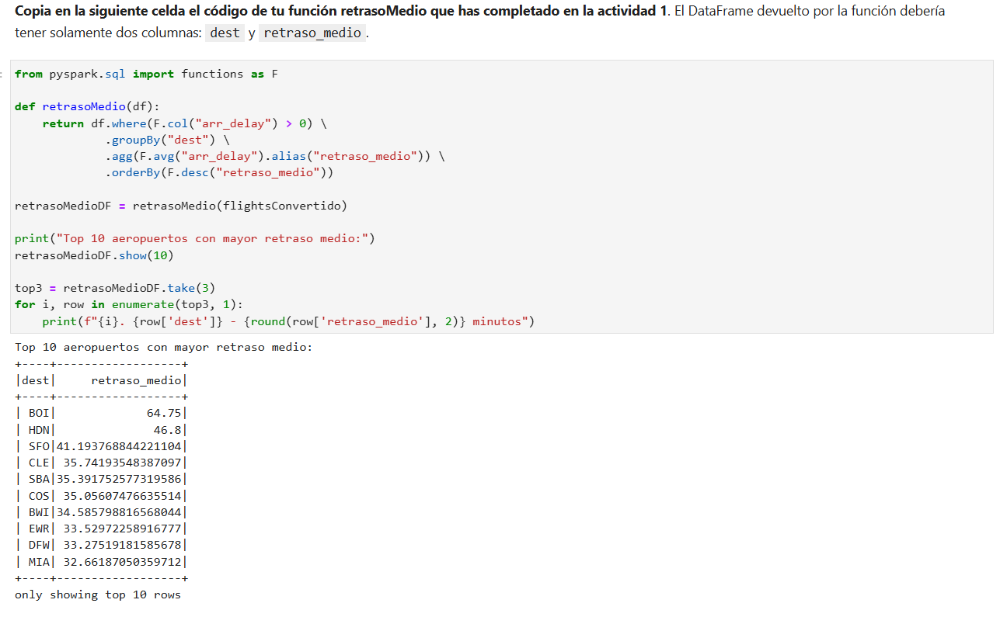 Copia en la siguiente celda el código de tu función retrasoMedio que has completado en la actividad 1. El DataFrame devuelto por la función debería
tener solamente dos columnas: dest y retraso_medio.
:
from pyspark.sql import functions as F
def retrasoMedio(df):
    return df.where(F.col("arr_delay") > 0) \
             .groupBy("dest") \
             .agg(F.avg("arr_delay").alias("retraso_medio")) \
             .orderBy(F.desc("retraso_medio"))
retrasoMedioDF = retrasoMedio(flightsConvertido)
print("Top 10 aeropuertos con mayor retraso medio:")
retrasoMedioDF.show(10)
top3 = retrasoMedioDF.take(3)
for i, row in enumerate(top3, 1):
    print(f"{i}. {row['dest']} - {round(row['retraso_medio'], 2)} minutos")
Top 10 aeropuertos con mayor retraso medio:
+----+------------------+
|dest|     retraso_medio|
+----+------------------+
| BOI|             64.75|
| HDN|              46.8|
| SFO|41.193768844221104|
| CLE| 35.74193548387097|
| SBA|35.391752577319586|
| COS| 35.05607476635514|
| BWI|34.585798816568044|
| EWR| 33.52972258916777|
| DFW| 33.27519181585678|
| MIA| 32.66187050359712|
+----+------------------+
only showing top 10 rows